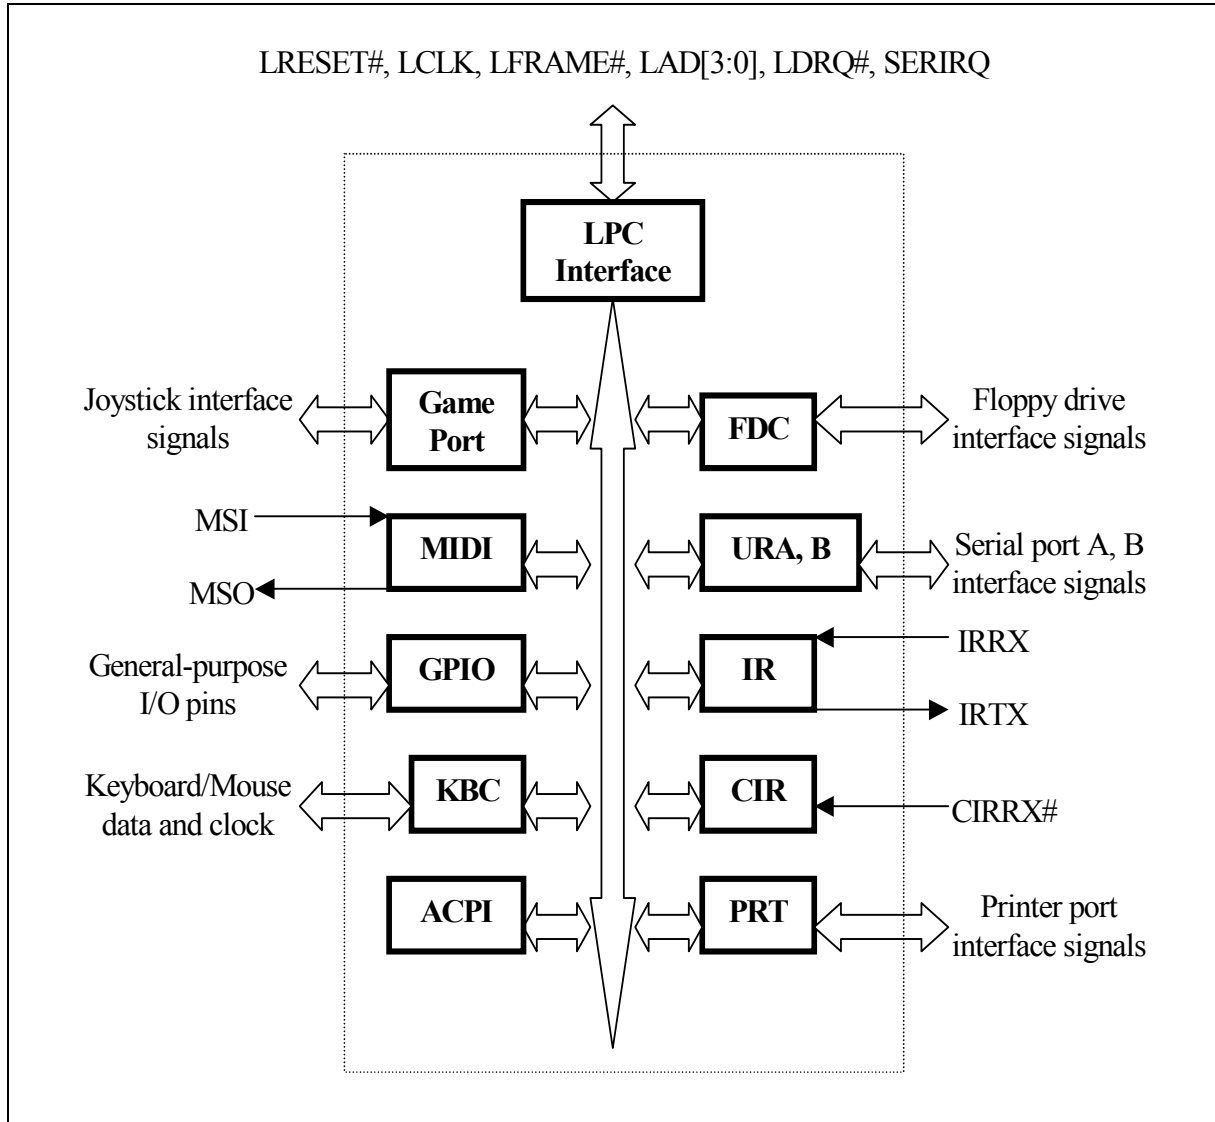 LRESET#, LCLK, LFRAME#, LAD[3:0], LDRQ#, SERIRQ
LPC
Interface
Joystick interface
signals
Game
Port
FDC
Floppy drive
interface signals
MSI
MSO
MIDI
URA, B
Serial port A, B
interface signals
General-purpose
I/O pins
GPIO
IR
IRRX
IRTX
Keyboard/Mouse
data and clock
KBC
CIR
CIRRX#
ACPI
PRT
Printer port
interface signals